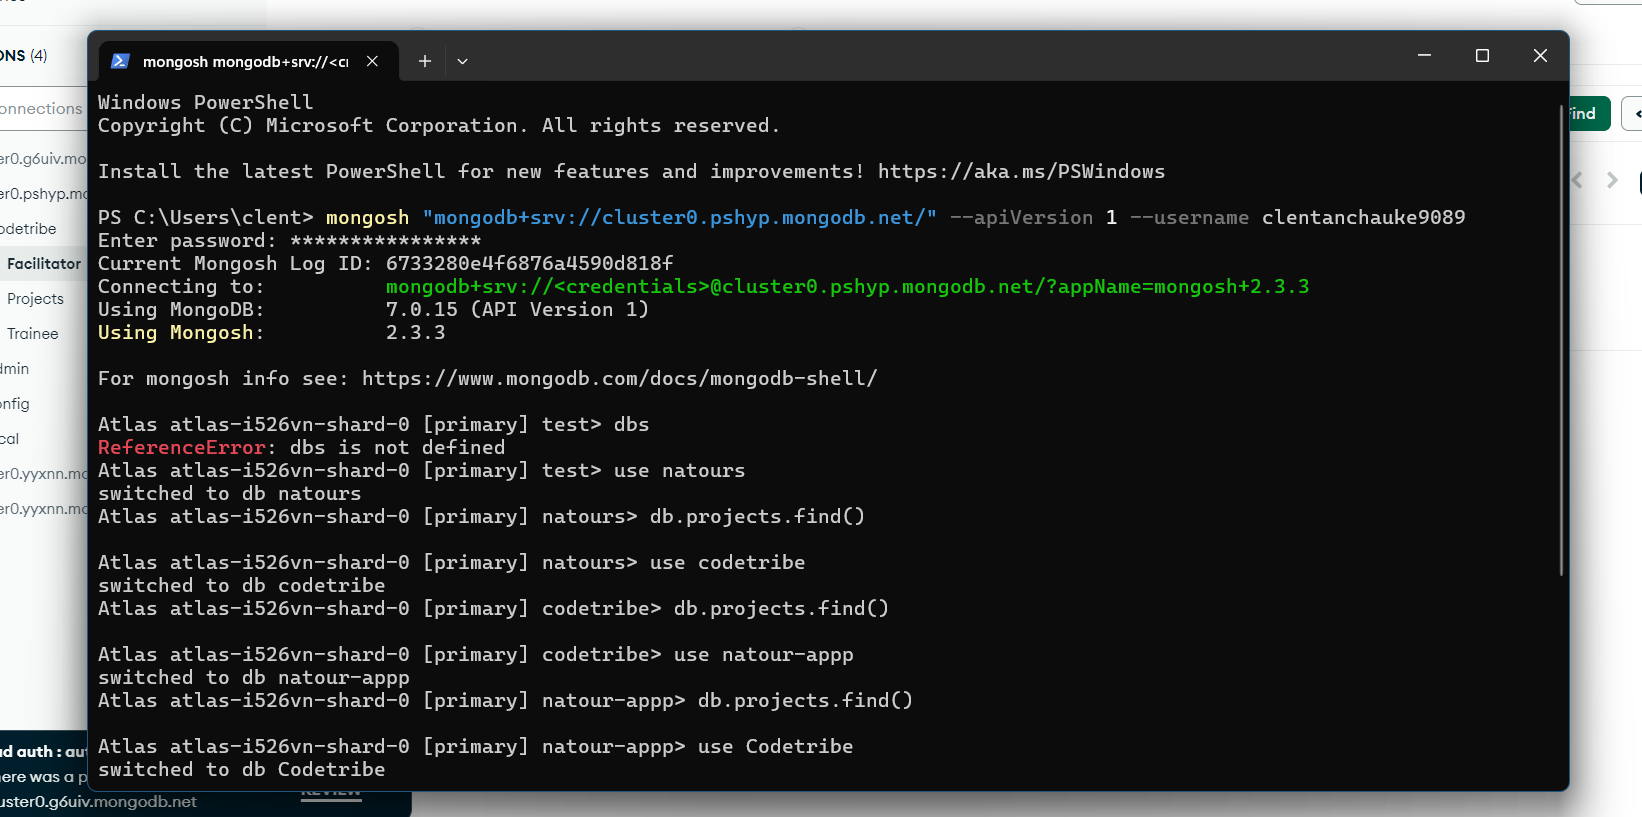 ONS (4)
onnections
er0.g6uiv.mo
er0.pshyp.mo
odetribe
Facilitator
Projects
Trainee
dmin
onfig
cal
er0.yyxnn.mo
er0.yyxnn.mo
ad auth : aut
here was a p
uster0.g6uiv.mongodb.net
REVIEW
ind
mongosh mongodb+srv://<cr
Windows PowerShell
Copyright (C) Microsoft Corporation. All rights reserved.
Install the latest PowerShell for new features and improvements! https://aka.ms/PSWindows
PS C:\Users\clent> mongosh "mongodb+srv://cluster0.pshyp.mongodb.net/" --apiVersion 1 --username clentanchauke9089
Enter password: ****************
Current Mongosh Log ID: 6733280e4f6876a4590d818f
Connecting to: mongodb+srv://<credentials>@cluster0.pshyp.mongodb.net/?appName=mongosh+2.3.3
Using MongoDB: 7.0.15 (API Version 1)
Using Mongosh: 2.3.3
For mongosh info see: https://www.mongodb.com/docs/mongodb-shell/
Atlas atlas-i526vn-shard-0 [primary] test> dbs
ReferenceError: dbs is not defined
Atlas atlas-i526vn-shard-0 [primary] test> use natours
switched to db natours
Atlas atlas-i526vn-shard-0 [primary] natours> db.projects.find()
Atlas atlas-i526vn-shard-0 [primary] natours> use codetribe
switched to db codetribe
Atlas atlas-i526vn-shard-0 [primary] codetribe> db.projects.find()
Atlas atlas-i526vn-shard-0 [primary] codetribe> use natour-appp
switched to db natour-appp
Atlas atlas-i526vn-shard-0 [primary] natour-appp> db.projects.find()
Atlas atlas-i526vn-shard-0 [primary] natour-appp> use Codetribe
switched to db Codetribe